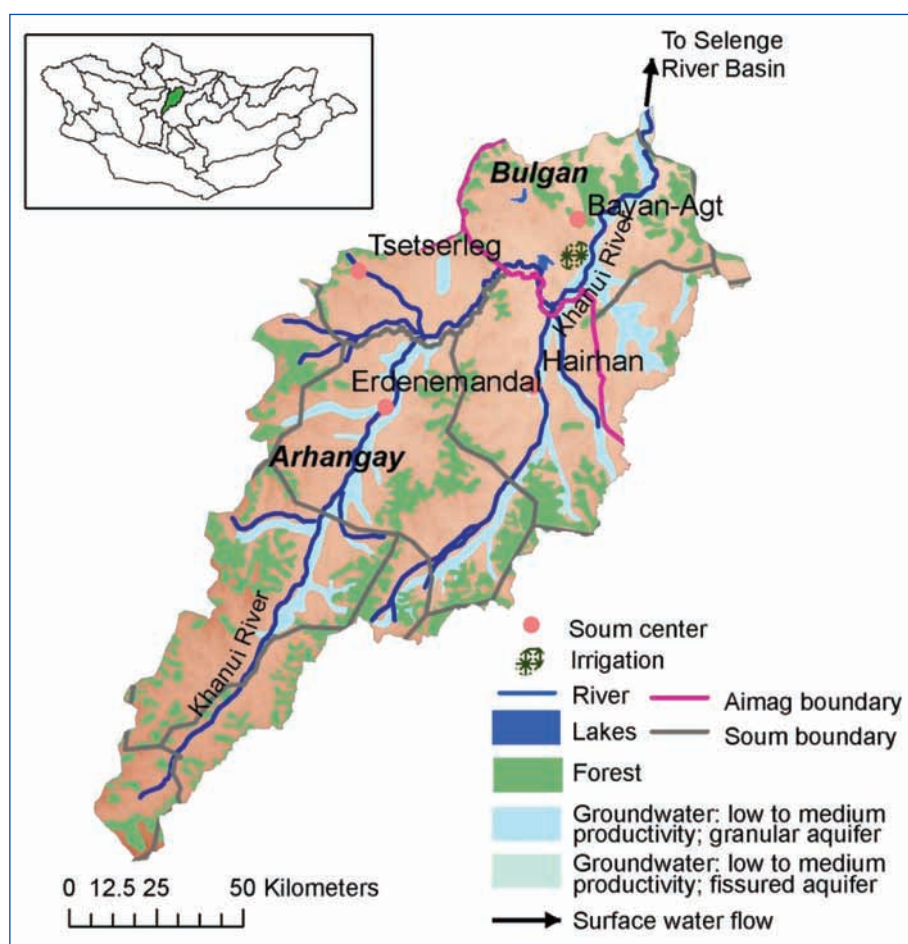 To Selenge
River Basin
Bulgan
Bayan-Agt
Tsetserleg
Khanui River
Hairhan
Erdenemandal
Arhangay
Khanui River
Soum center
Irrigation
River
Aimag boundary
Lakes
Soum boundary
Forest
Groundwater: low to medium
productivity; granular aquifer
Groundwater: low to medium
productivity; fissured aquifer
Surface water flow
0 12.5 25 50 Kilometers